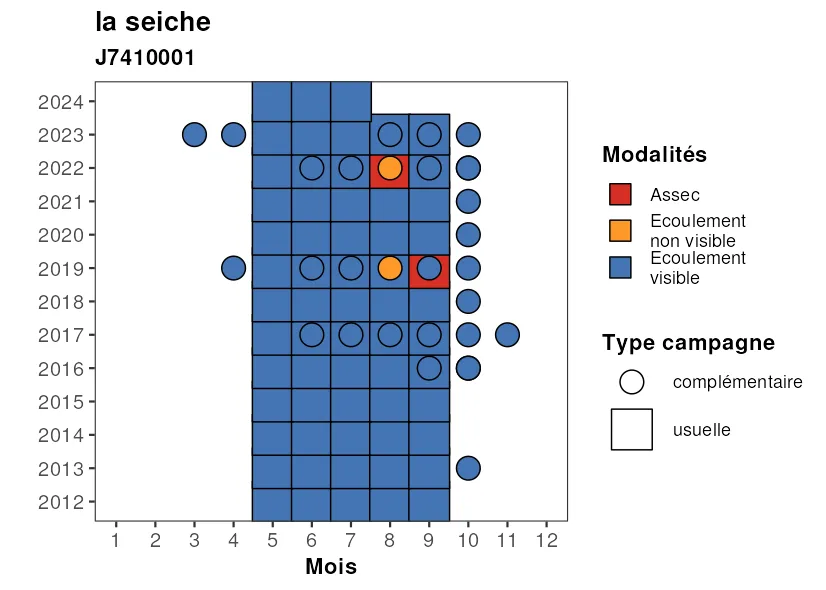 la seiche
J7410001
2024
2023
2022
2021
2020
2019
2018
2017
2016
2015
2014
2013
2012
1 2 3 4 5 6 7 8 9 10 11 12
Mois
Modalités
Assec
Ecoulement
non visible
Ecoulement
visible
Type campagne
complémentaire
usuelle